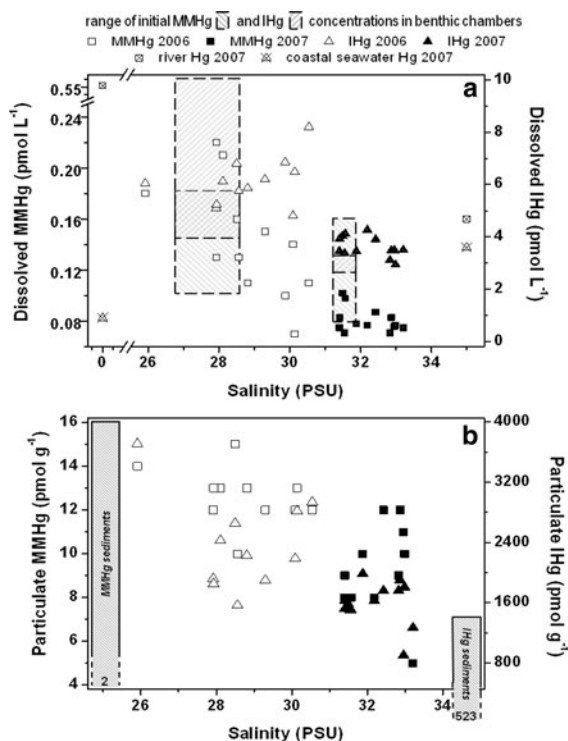 range of initial MMHg and IHg concentrations in benthic chambers
□ MMHg 2006 ■ MMHg 2007 △ IHg 2006 ▲ IHg 2007
river Hg 2007 coastal seawater Hg 2007
a
Dissolved MMHg (pmol L⁻¹)
0.55
0.24
0.20
0.16
0.12
0.08
Dissolved IHg (pmol L⁻¹)
10
8
6
4
2
0
0 26 28 30 32 34
Salinity (PSU)
b
Particulate MMHg (pmol g⁻¹)
16
14
12
10
8
6
4
Particulate IHg (pmol g⁻¹)
4000
3200
2400
1600
800
MMHg sediments
2
IHg sediments
523
26 28 30 32 34
Salinity (PSU)